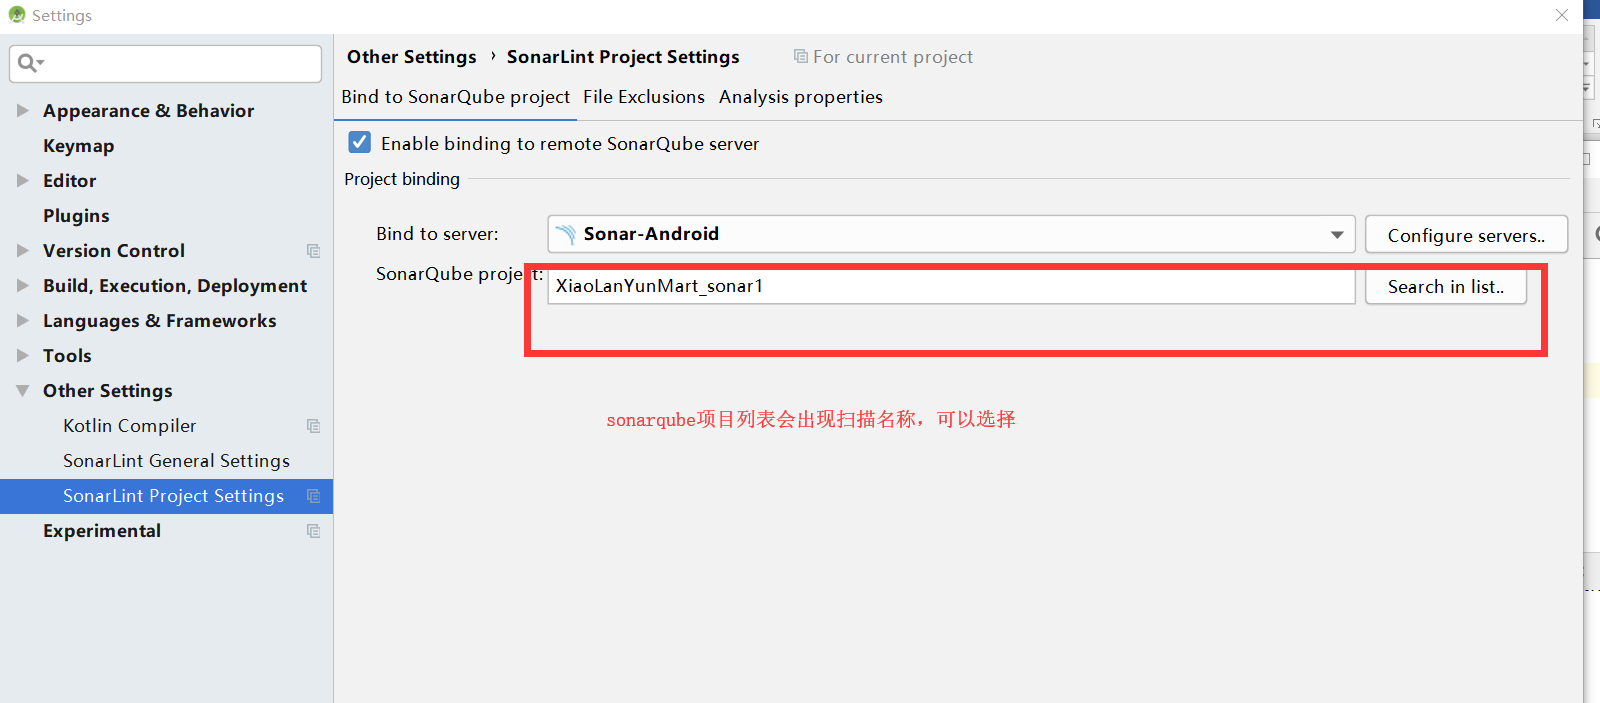 Settings
Other Settings › SonarLint Project Settings For current project
Bind to SonarQube project File Exclusions Analysis properties
Appearance & Behavior
Keymap
Editor
Plugins
Version Control
Build, Execution, Deployment
Languages & Frameworks
Tools
Other Settings
Kotlin Compiler
SonarLint General Settings
SonarLint Project Settings
Experimental
Enable binding to remote SonarQube server
Project binding
Bind to server: Sonar-Android Configure servers..
SonarQube project: XiaoLanYunMart_sonar1 Search in list..
sonarqube项目列表会出现扫描名称，可以选择